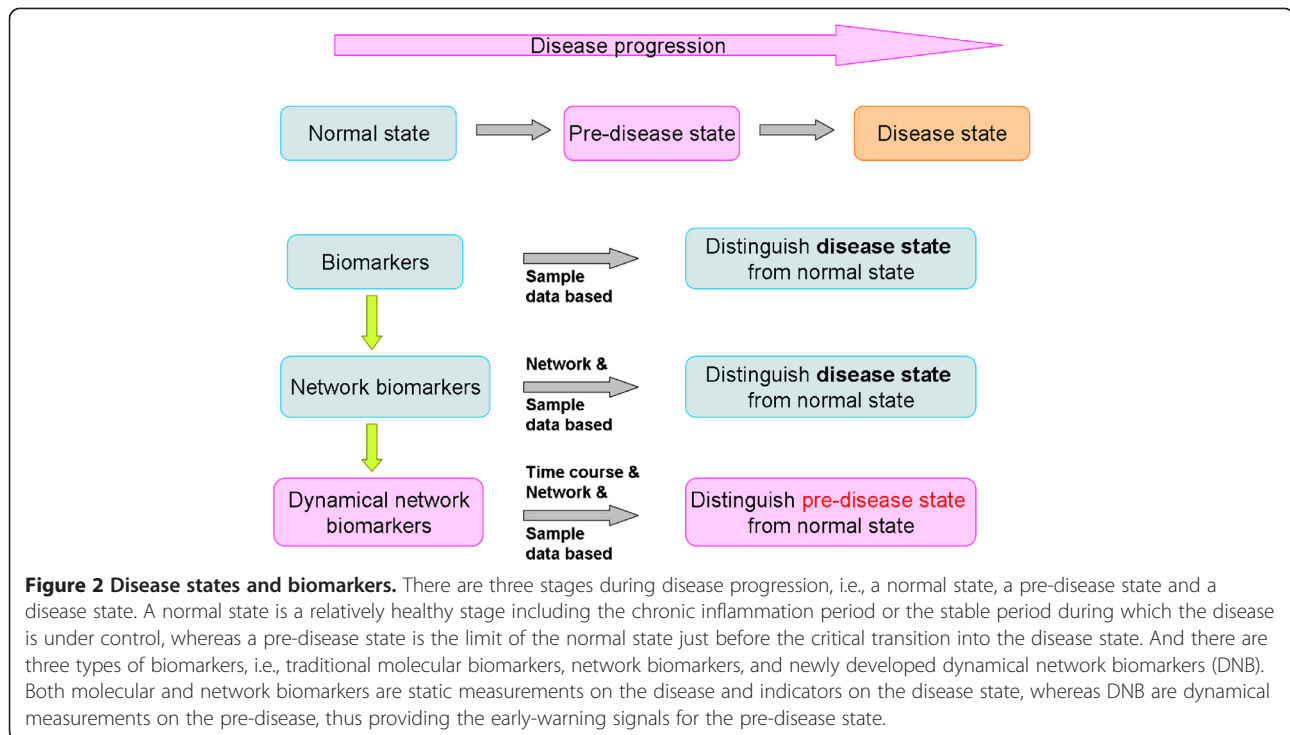 Disease progression
Normal state
Pre-disease state
Disease state
Biomarkers
Sample
data based
Distinguish disease state
from normal state
Network biomarkers
Network &
Sample
data based
Distinguish disease state
from normal state
Dynamical network
biomarkers
Time course &
Network &
Sample
data based
Distinguish pre-disease state
from normal state
Figure 2 Disease states and biomarkers. There are three stages during disease progression, i.e., a normal state, a pre-disease state and a
disease state. A normal state is a relatively healthy stage including the chronic inflammation period or the stable period during which the disease
is under control, whereas a pre-disease state is the limit of the normal state just before the critical transition into the disease state. And there are
three types of biomarkers, i.e., traditional molecular biomarkers, network biomarkers, and newly developed dynamical network biomarkers (DNB).
Both molecular and network biomarkers are static measurements on the disease and indicators on the disease state, whereas DNB are dynamical
measurements on the pre-disease, thus providing the early-warning signals for the pre-disease state.